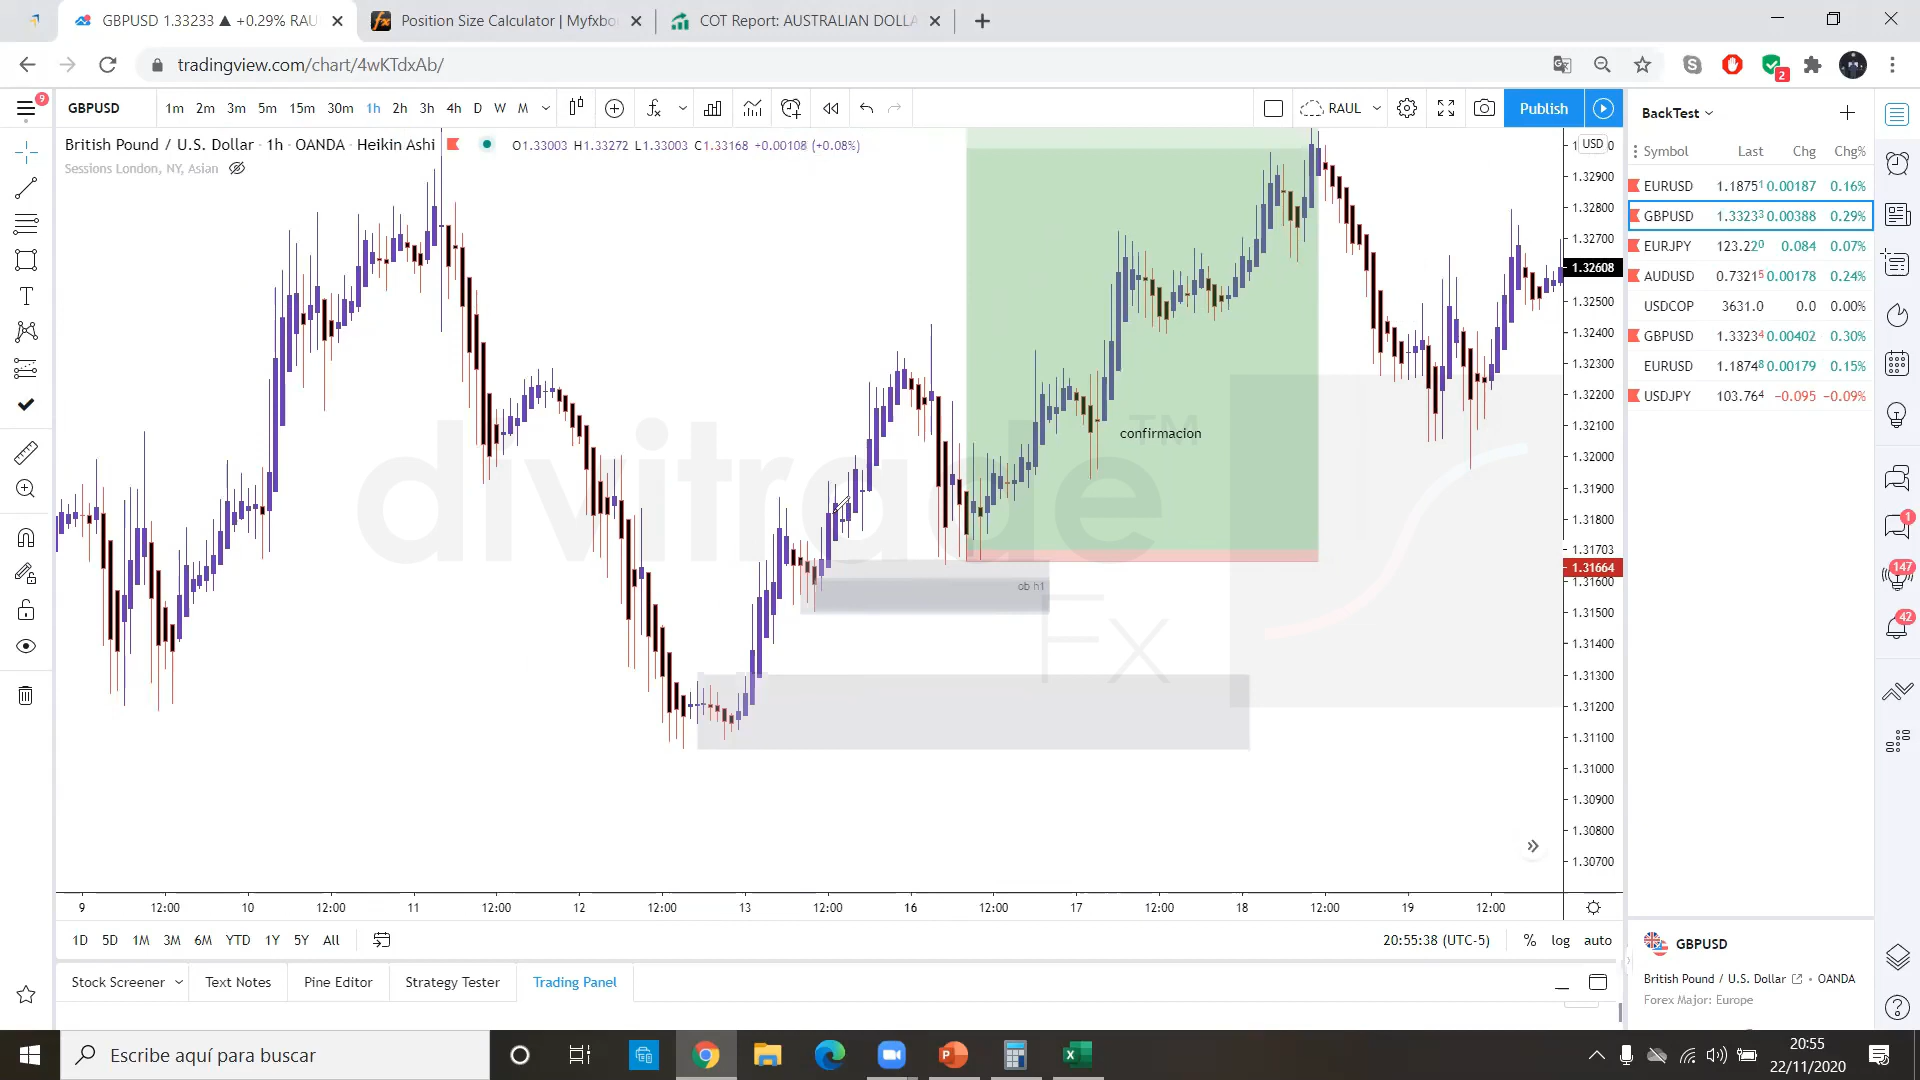 GBPUSD 1.33233 ▲ +0.29% RAU
Position Size Calculator | Myfxbo
COT Report: AUSTRALIAN DOLLA
tradingview.com/chart/4wKTdxAb/
2
9
GBPUSD 1m 2m 3m 5m 15m 30m 1h 2h 3h 4h D W M
RAUL
Publish
British Pound / U.S. Dollar · 1h · OANDA · Heikin Ashi
O1.33003 H1.33272 L1.33003 C1.33168 +0.00108 (+0.08%)
Sessions London, NY, Asian
USD
1.32900
1.32800
1.32700
1.32608
1.32500
1.32400
1.32300
1.32200
1.32100
1.32000
1.31900
1.31800
1.31703
1.31664
1.31600
1.31500
1.31400
1.31300
1.31200
1.31100
1.31000
1.30900
1.30800
1.30700
divitrade™
FX
confirmacion
ob h1
9 12:00 10 12:00 11 12:00 12 12:00 13 12:00 16 12:00 17 12:00 18 12:00 19 12:00
1D 5D 1M 3M 6M YTD 1Y 5Y All
20:55:38 (UTC-5) % log auto
Stock Screener Text Notes Pine Editor Strategy Tester Trading Panel
BackTest
Symbol Last Chg Chg%
EURUSD 1.18751 0.00187 0.16%
GBPUSD 1.33233 0.00388 0.29%
EURJPY 123.220 0.084 0.07%
AUDUSD 0.73215 0.00178 0.24%
USDCOP 3631.0 0.0 0.00%
GBPUSD 1.33234 0.00402 0.30%
EURUSD 1.18748 0.00179 0.15%
USDJPY 103.764 −0.095 −0.09%
1
147
42
GBPUSD
British Pound / U.S. Dollar · OANDA
Forex Major: Europe
Escribe aquí para buscar
20:55
22/11/2020